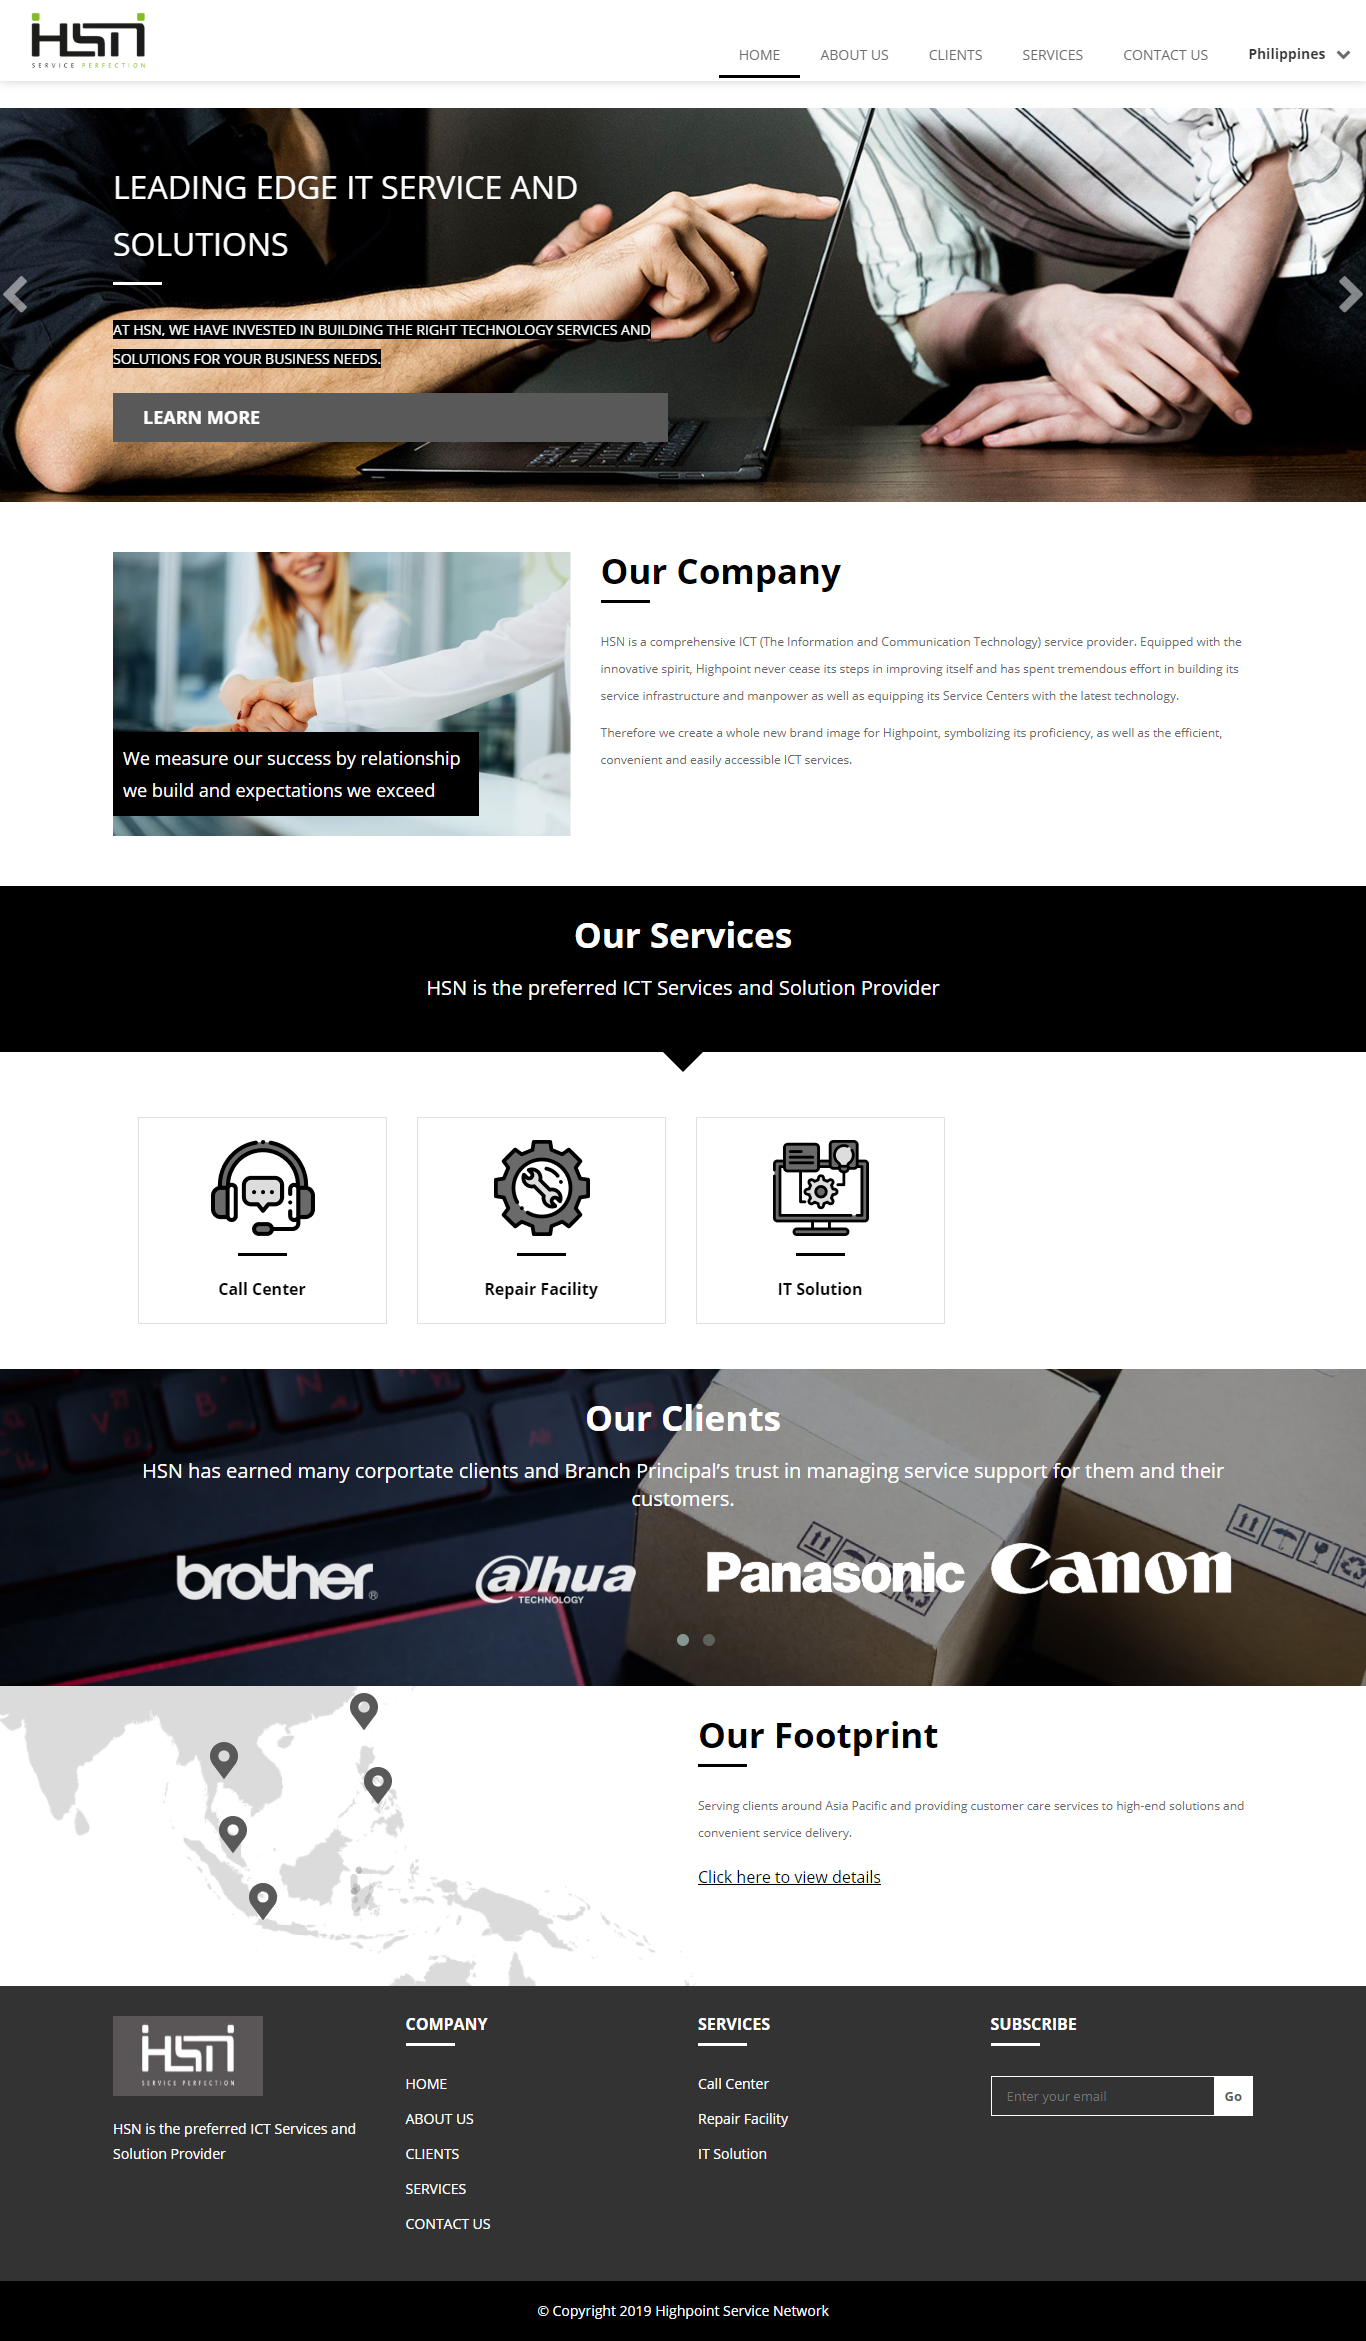 HSN
SERVICE PERFECTION
HOME ABOUT US CLIENTS SERVICES CONTACT US Philippines
LEADING EDGE IT SERVICE AND
SOLUTIONS
AT HSN, WE HAVE INVESTED IN BUILDING THE RIGHT TECHNOLOGY SERVICES AND
SOLUTIONS FOR YOUR BUSINESS NEEDS.
LEARN MORE
We measure our success by relationship
we build and expectations we exceed
Our Company
HSN is a comprehensive ICT (The Information and Communication Technology) service provider. Equipped with the
innovative spirit, Highpoint never cease its steps in improving itself and has spent tremendous effort in building its
service infrastructure and manpower as well as equipping its Service Centers with the latest technology.
Therefore we create a whole new brand image for Highpoint, symbolizing its proficiency, as well as the efficient,
convenient and easily accessible ICT services.
Our Services
HSN is the preferred ICT Services and Solution Provider
Call Center
Repair Facility
IT Solution
Our Clients
HSN has earned many corportate clients and Branch Principal’s trust in managing service support for them and their
customers.
brother
alhua
TECHNOLOGY
Panasonic
Canon
Our Footprint
Serving clients around Asia Pacific and providing customer care services to high-end solutions and
convenient service delivery.
Click here to view details
HSN
SERVICE PERFECTION
HSN is the preferred ICT Services and
Solution Provider
COMPANY
HOME
ABOUT US
CLIENTS
SERVICES
CONTACT US
SERVICES
Call Center
Repair Facility
IT Solution
SUBSCRIBE
Enter your email Go
© Copyright 2019 Highpoint Service Network